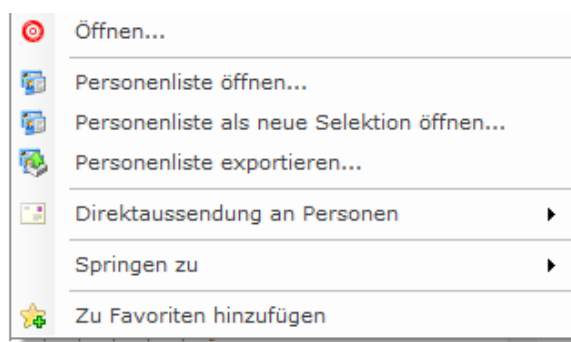 Öffnen...
Personenliste öffnen...
Personenliste als neue Selektion öffnen...
Personenliste exportieren...
Direktaussendung an Personen
Springen zu
Zu Favoriten hinzufügen